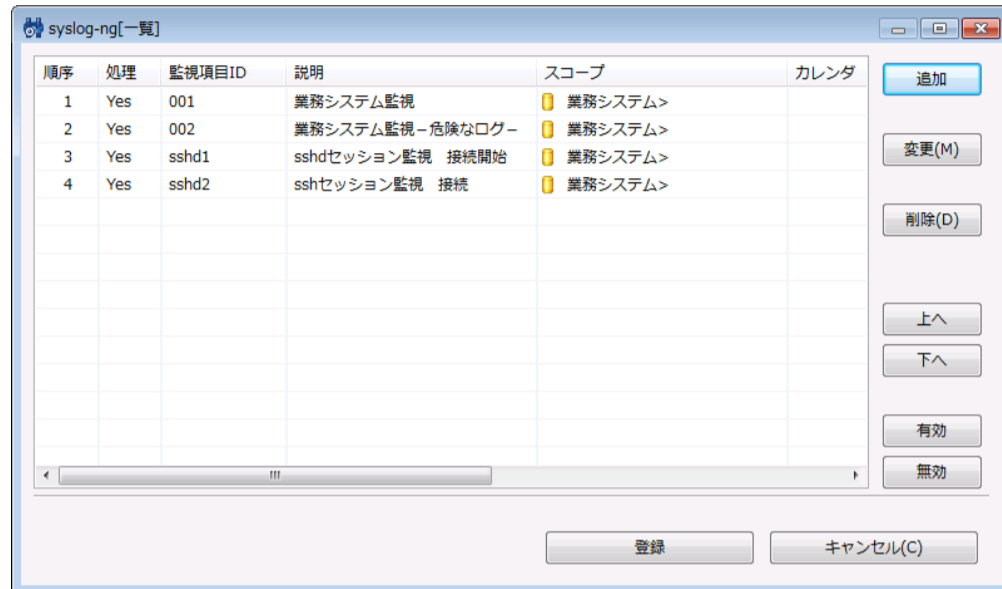 syslog-ng[一覧]
順序 処理 監視項目ID 説明 スコープ カレンダ
1 Yes 001 業務システム監視 業務システム>
2 Yes 002 業務システム監視－危険なログ－ 業務システム>
3 Yes sshd1 sshdセッション監視　接続開始 業務システム>
4 Yes sshd2 sshセッション監視　接続 業務システム>
追加
変更(M)
削除(D)
上へ
下へ
有効
無効
登録 キャンセル(C)